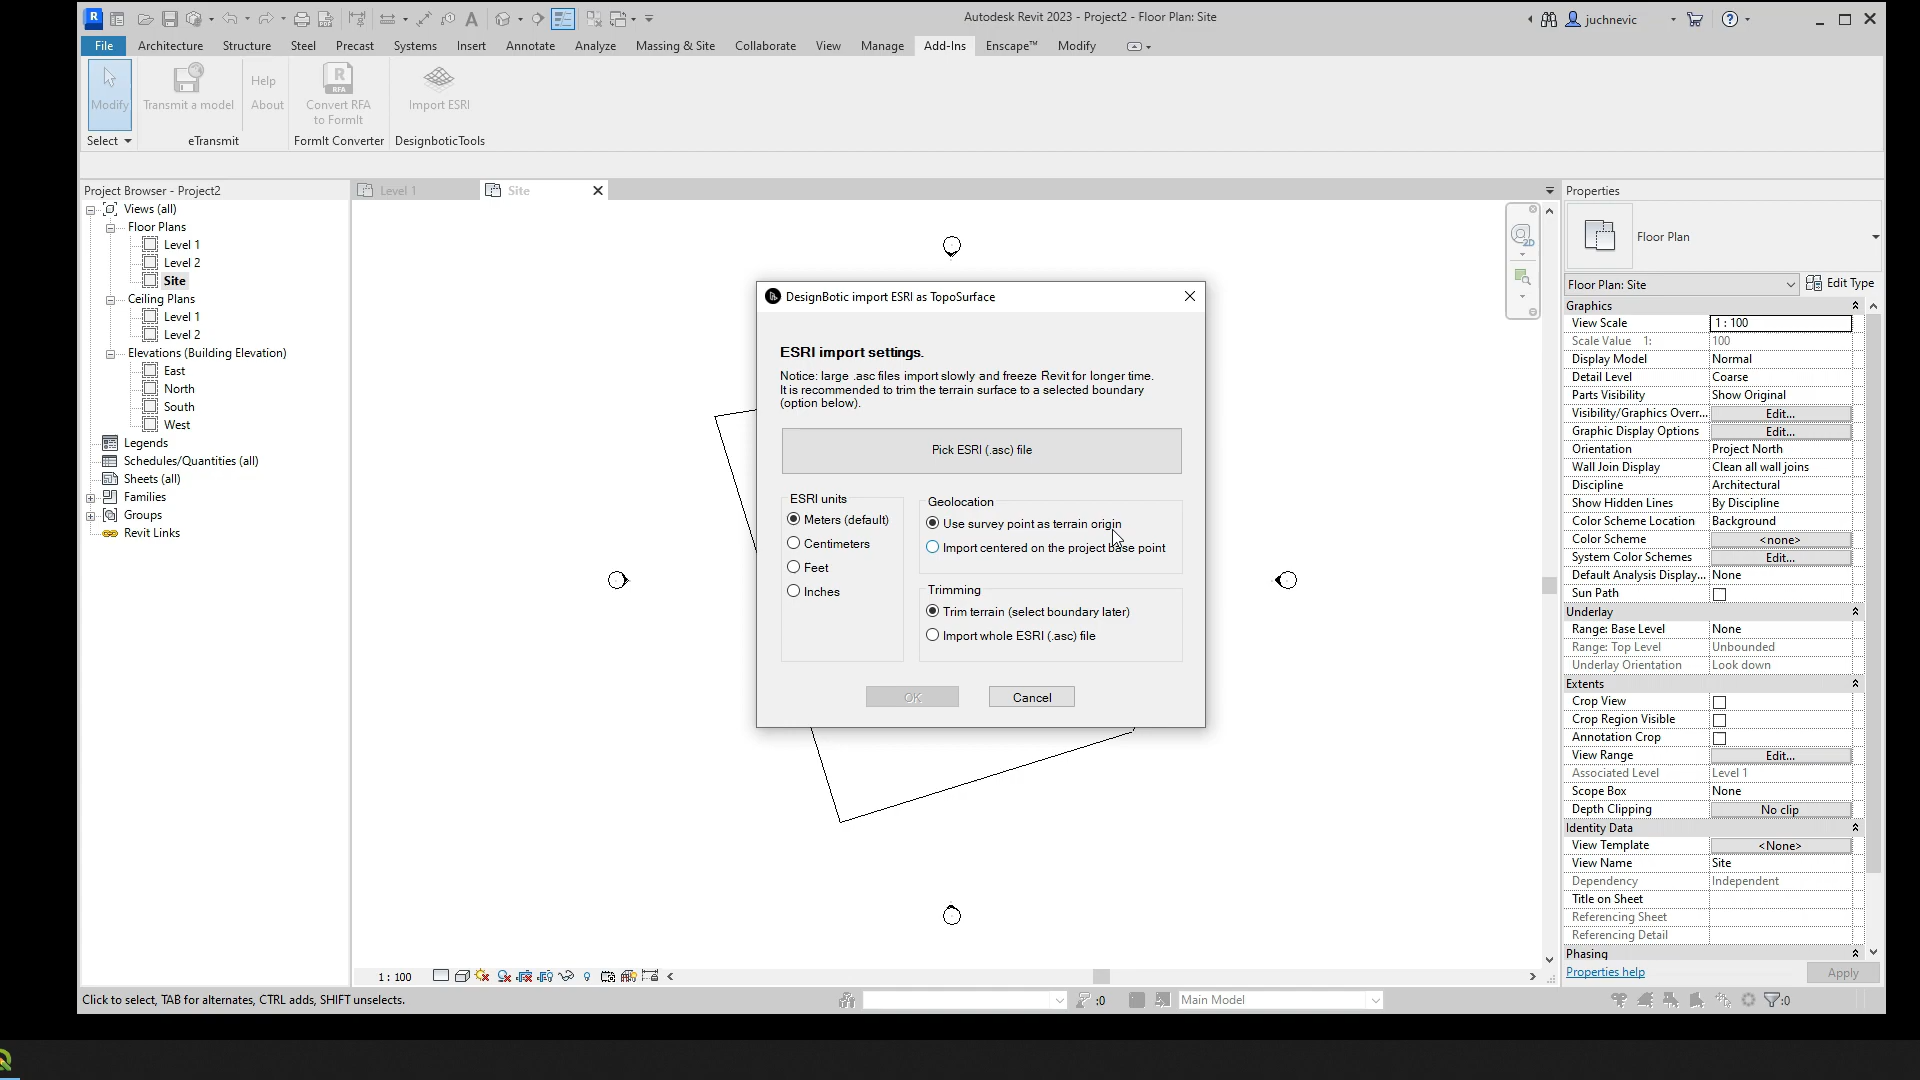 Autodesk Revit 2023 - Project2 - Floor Plan: Site
juchnevic
File Architecture Structure Steel Precast Systems Insert Annotate Analyze Massing & Site Collaborate View Manage Add-Ins Enscape™ Modify
Modify
Transmit a model
Help
About
Convert RFA
to FormIt
Import ESRI
Select
eTransmit
FormIt Converter
DesignboticTools
Project Browser - Project2
Views (all)
Floor Plans
Level 1
Level 2
Site
Ceiling Plans
Level 1
Level 2
Elevations (Building Elevation)
East
North
South
West
Legends
Schedules/Quantities (all)
Sheets (all)
Families
Groups
Revit Links
Level 1
Site
DesignBotic import ESRI as TopoSurface
ESRI import settings.
Notice: large .asc files import slowly and freeze Revit for longer time.
It is recommended to trim the terrain surface to a selected boundary
(option below).
Pick ESRI (.asc) file
ESRI units
Meters (default)
Centimeters
Feet
Inches
Geolocation
Use survey point as terrain origin
Import centered on the project base point
Trimming
Trim terrain (select boundary later)
Import whole ESRI (.asc) file
OK
Cancel
Properties
Floor Plan
Floor Plan: Site
Edit Type
Graphics
View Scale 1 : 100
Scale Value 1: 100
Display Model Normal
Detail Level Coarse
Parts Visibility Show Original
Visibility/Graphics Overr... Edit...
Graphic Display Options Edit...
Orientation Project North
Wall Join Display Clean all wall joins
Discipline Architectural
Show Hidden Lines By Discipline
Color Scheme Location Background
Color Scheme <none>
System Color Schemes Edit...
Default Analysis Display... None
Sun Path
Underlay
Range: Base Level None
Range: Top Level Unbounded
Underlay Orientation Look down
Extents
Crop View
Crop Region Visible
Annotation Crop
View Range Edit...
Associated Level Level 1
Scope Box None
Depth Clipping No clip
Identity Data
View Template <None>
View Name Site
Dependency Independent
Title on Sheet
Referencing Sheet
Referencing Detail
Phasing
Properties help
Apply
1 : 100
Click to select, TAB for alternates, CTRL adds, SHIFT unselects.
:0
Main Model
:0